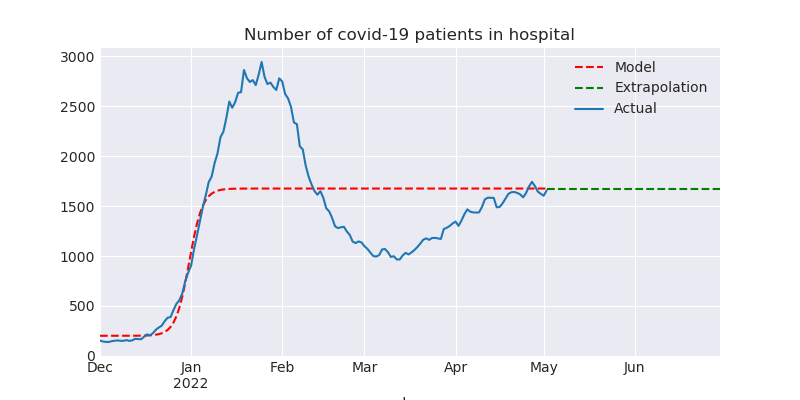 Number of covid-19 patients in hospital
3000
2500
2000
1500
1000
500
0
Model
Extrapolation
Actual
Dec Jan Feb Mar Apr May Jun
2022